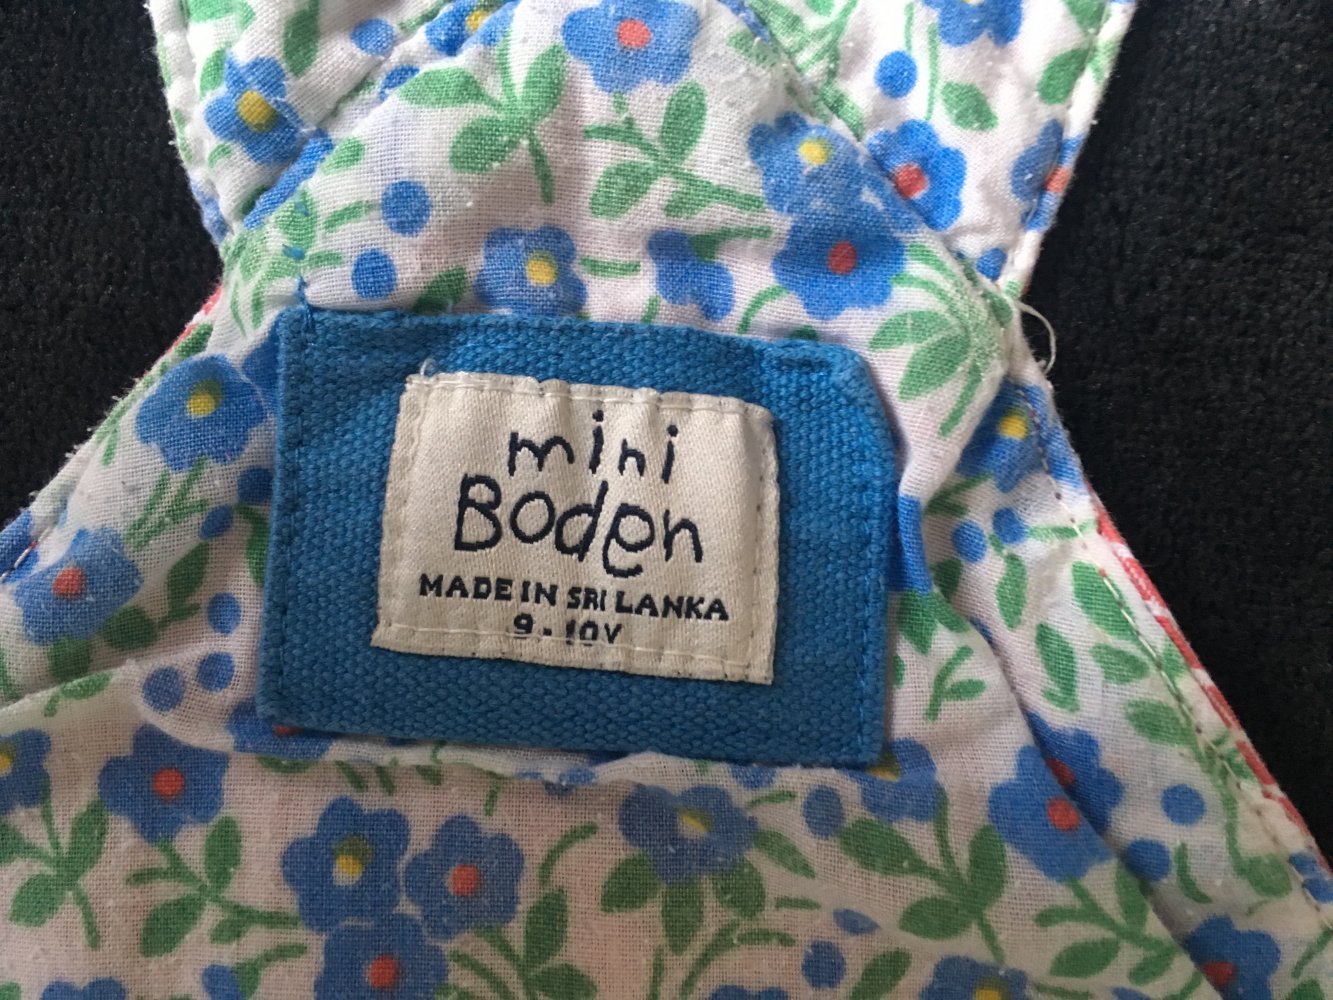 mini
Boden
MADE IN SRI LANKA
9 - 10Y